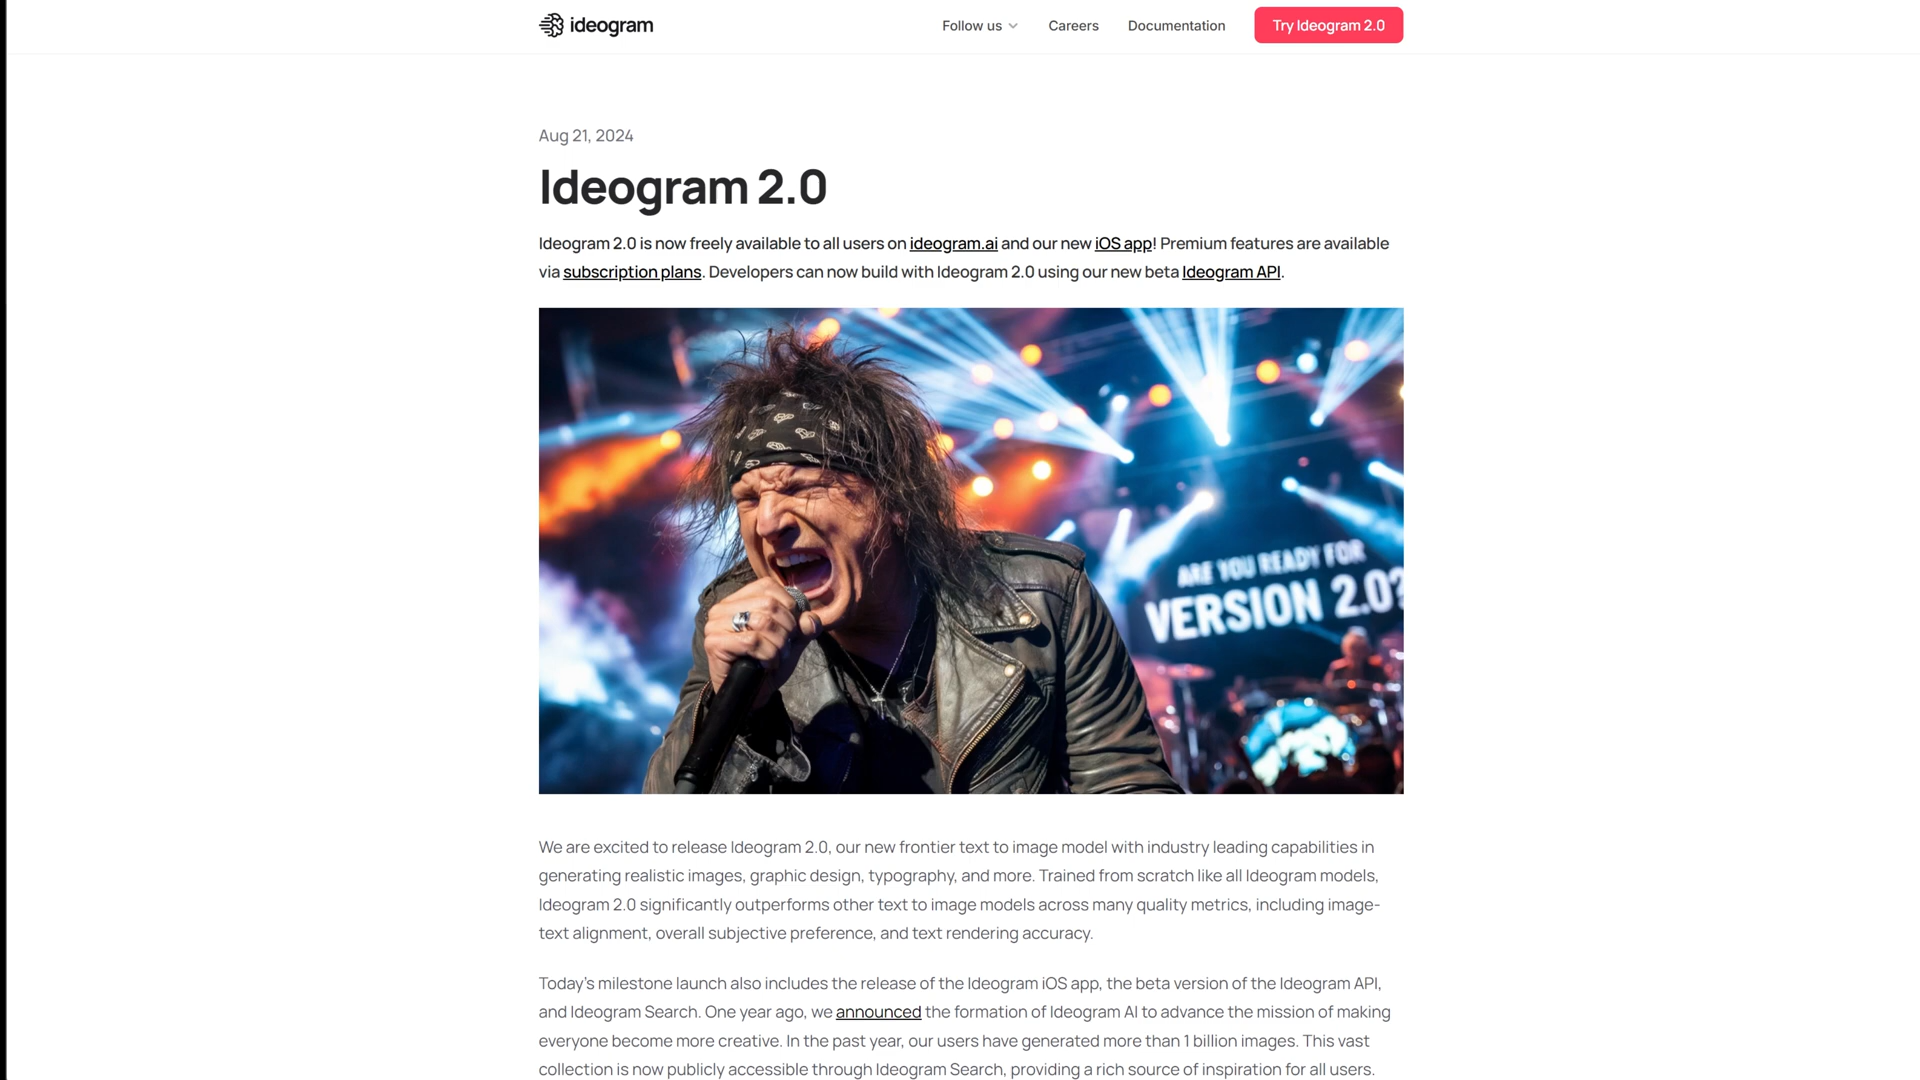 ideogram
Follow us
Careers
Documentation
Try Ideogram 2.0
Aug 21, 2024
Ideogram 2.0
Ideogram 2.0 is now freely available to all users on ideogram.ai and our new iOS app! Premium features are available
via subscription plans. Developers can now build with Ideogram 2.0 using our new beta Ideogram API.
ARE YOU READY FOR
VERSION 2.0?
We are excited to release Ideogram 2.0, our new frontier text to image model with industry leading capabilities in
generating realistic images, graphic design, typography, and more. Trained from scratch like all Ideogram models,
Ideogram 2.0 significantly outperforms other text to image models across many quality metrics, including image-
text alignment, overall subjective preference, and text rendering accuracy.
Today's milestone launch also includes the release of the Ideogram iOS app, the beta version of the Ideogram API,
and Ideogram Search. One year ago, we announced the formation of Ideogram AI to advance the mission of making
everyone become more creative. In the past year, our users have generated more than 1 billion images. This vast
collection is now publicly accessible through Ideogram Search, providing a rich source of inspiration for all users.